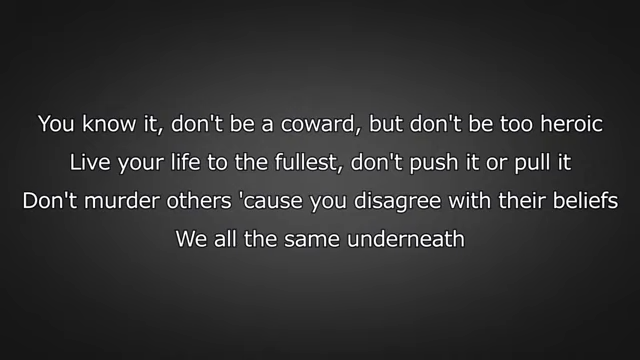 You know it, don't be a coward, but don't be too heroic
Live your life to the fullest, don't push it or pull it
Don't murder others 'cause you disagree with their beliefs
We all the same underneath